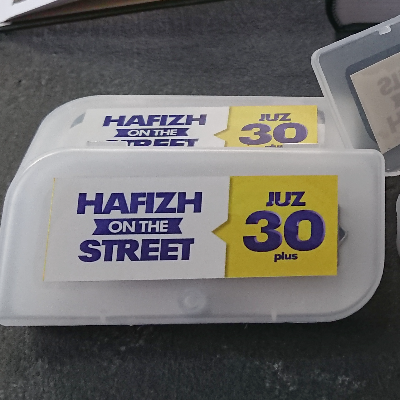 HAFIZH
ON THE
STREET
JUZ
30
plus
HAFIZH
ON THE
STREET
JUZ
30
plus